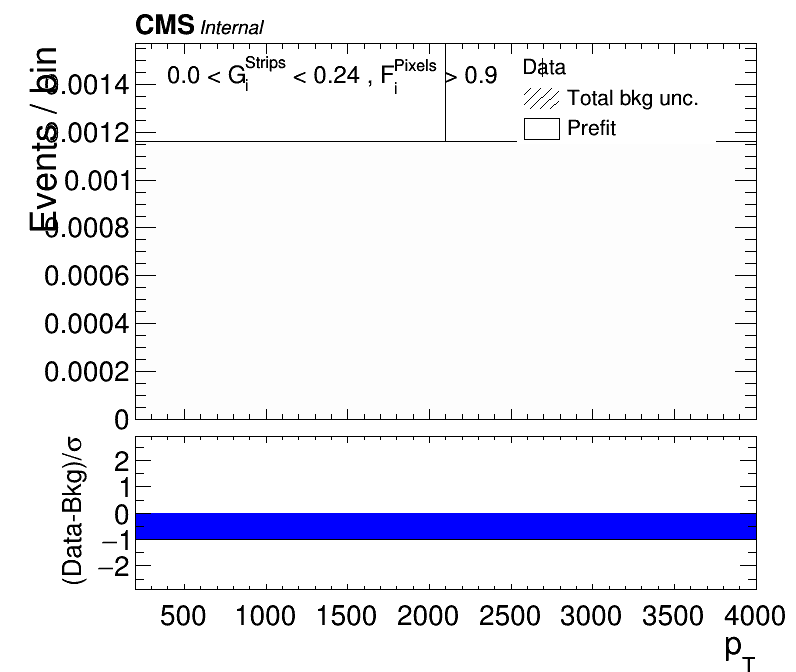 CMS Internal
0.0 < G_i^Strips < 0.24 , F_i^Pixels > 0.9
Data
Total bkg unc.
Prefit
Events / bin
0.0014
0.0012
0.001
0.0008
0.0006
0.0004
0.0002
0
(Data-Bkg)/σ
2
1
0
−1
−2
500 1000 1500 2000 2500 3000 3500 4000
p_T